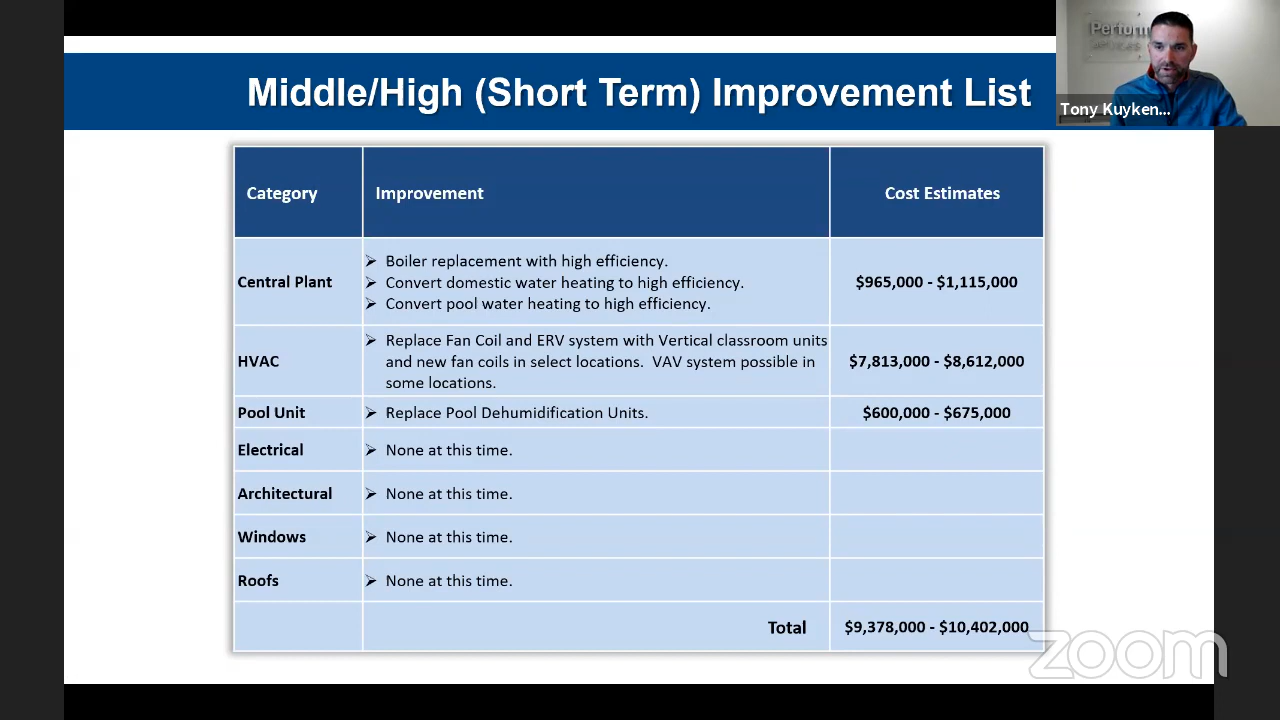 Middle/High (Short Term) Improvement List
Tony Kuyken...
Category Improvement Cost Estimates
Central Plant
➢ Boiler replacement with high efficiency.
➢ Convert domestic water heating to high efficiency.
➢ Convert pool water heating to high efficiency.
$965,000 - $1,115,000
HVAC
➢ Replace Fan Coil and ERV system with Vertical classroom units
and new fan coils in select locations.  VAV system possible in
some locations.
$7,813,000 - $8,612,000
Pool Unit ➢ Replace Pool Dehumidification Units. $600,000 - $675,000
Electrical ➢ None at this time.
Architectural ➢ None at this time.
Windows ➢ None at this time.
Roofs ➢ None at this time.
Total $9,378,000 - $10,402,000
zoom